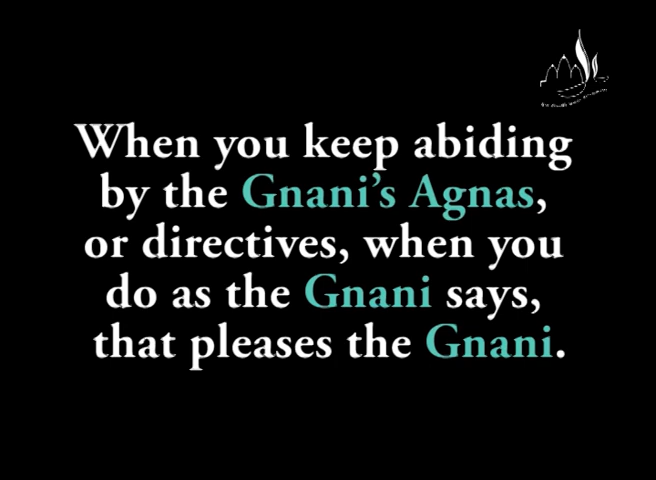 When you keep abiding
by the Gnani's Agnas,
or directives, when you
do as the Gnani says,
that pleases the Gnani.